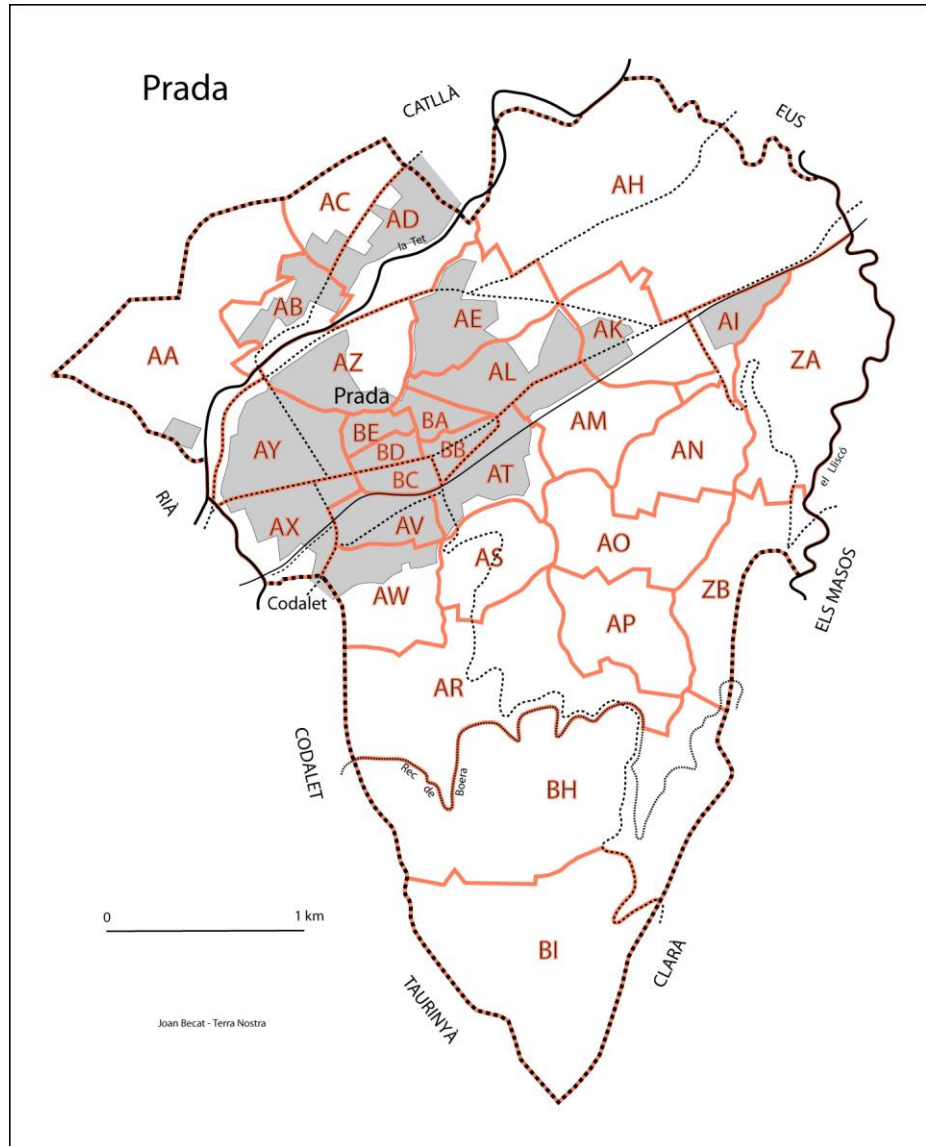 Prada
CATLLÀ
EUS
AC
AD
AH
la Tet
AB
AE
AK
AI
AA
AZ
AL
ZA
Prada
BE
BA
AM
AY
BD
BB
AN
BC
AT
el Lliscó
RIÀ
AX
AV
AO
AS
ZB
Codalet
AW
AP
ELS MASOS
AR
CODALET
Rec de Boera
BH
0 1 km
BI
CLARÀ
TAURINYÀ
Joan Becat - Terra Nostra